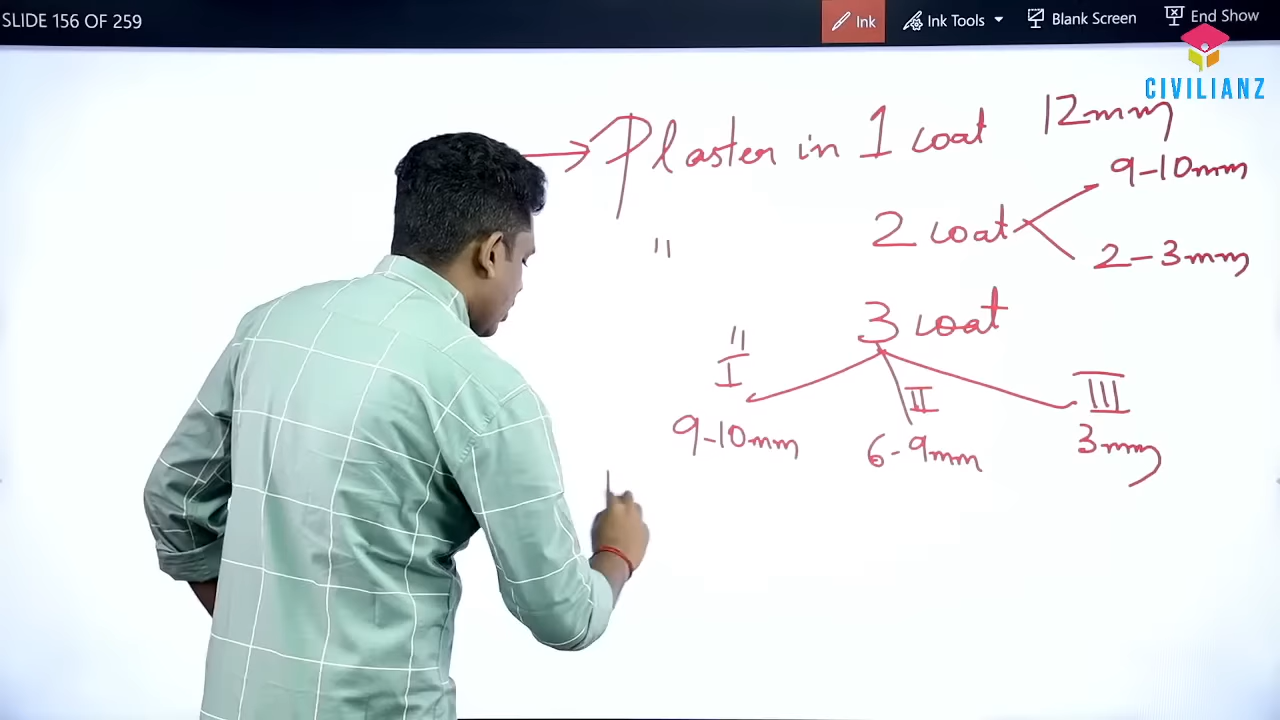 SLIDE 156 OF 259
Ink
Ink Tools
Blank Screen
End Show
CIVILIANZ
Plaster in 1 coat 12mm
9-10mm
" 2 coat
2-3mm
" 3 coat
I II III
9-10mm 6-9mm 3mm